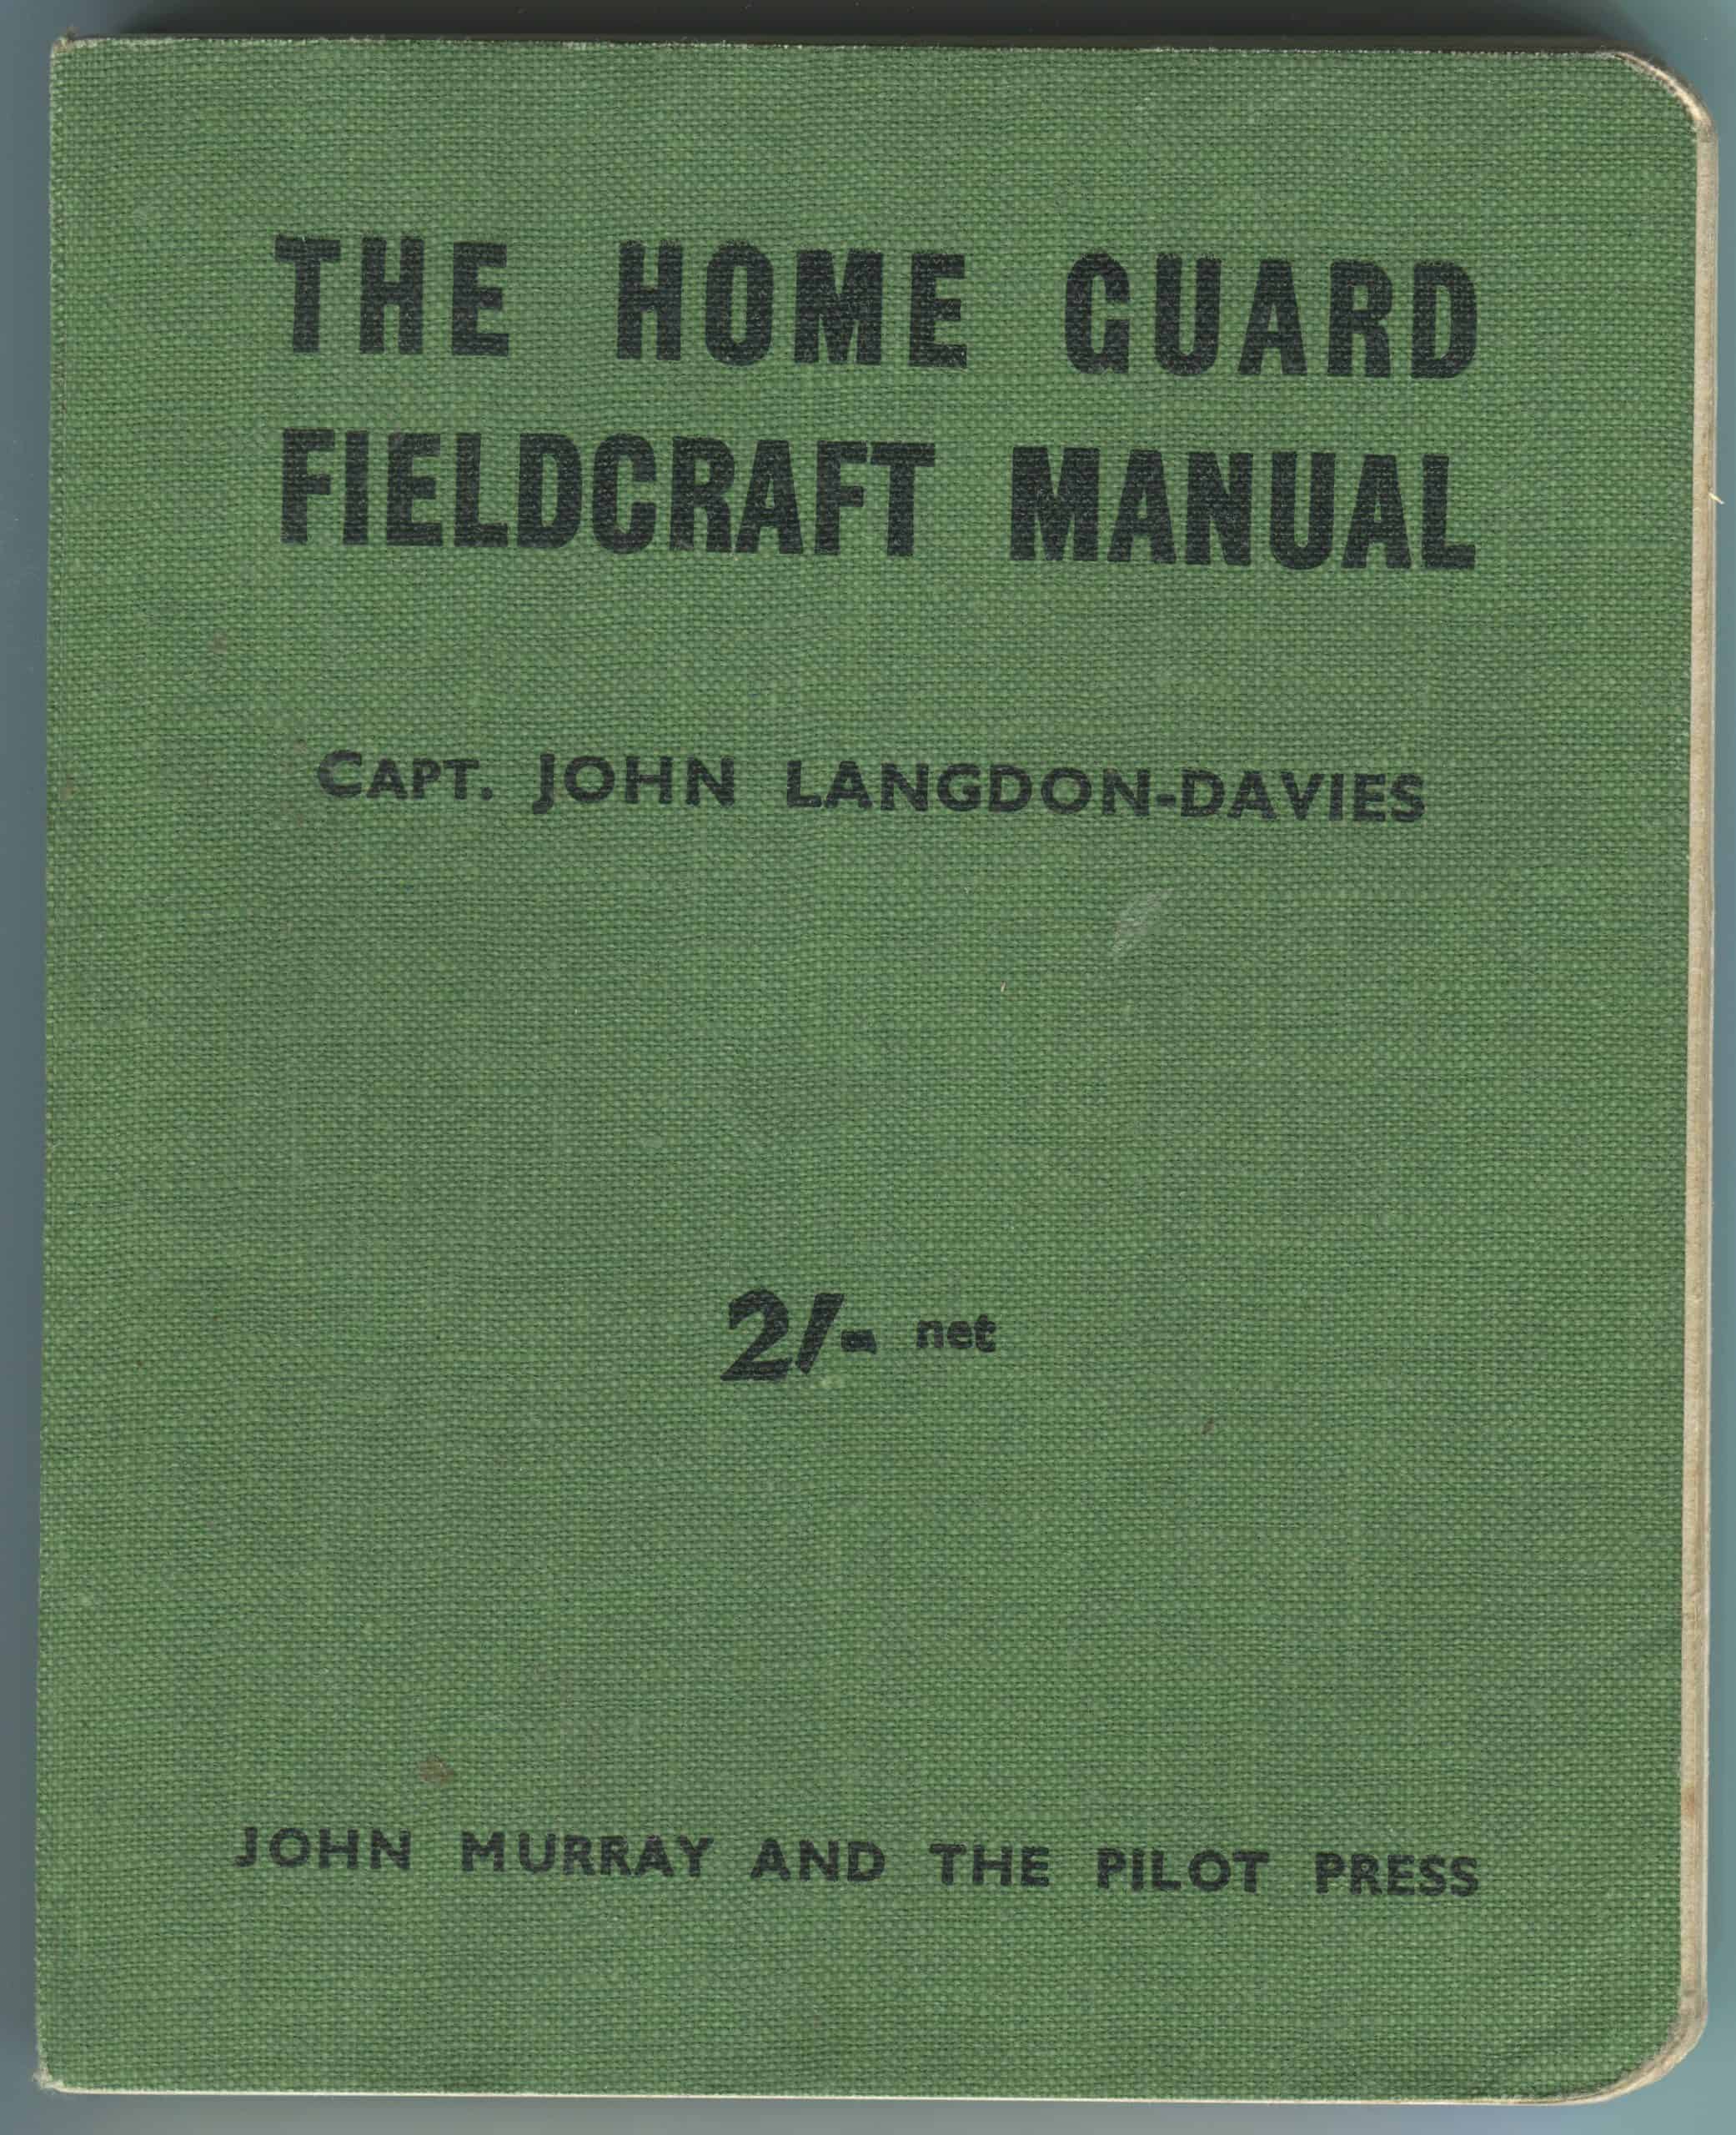 THE HOME GUARD
FIELDCRAFT MANUAL
CAPT. JOHN LANGDON-DAVIES
2/- net
JOHN MURRAY AND THE PILOT PRESS